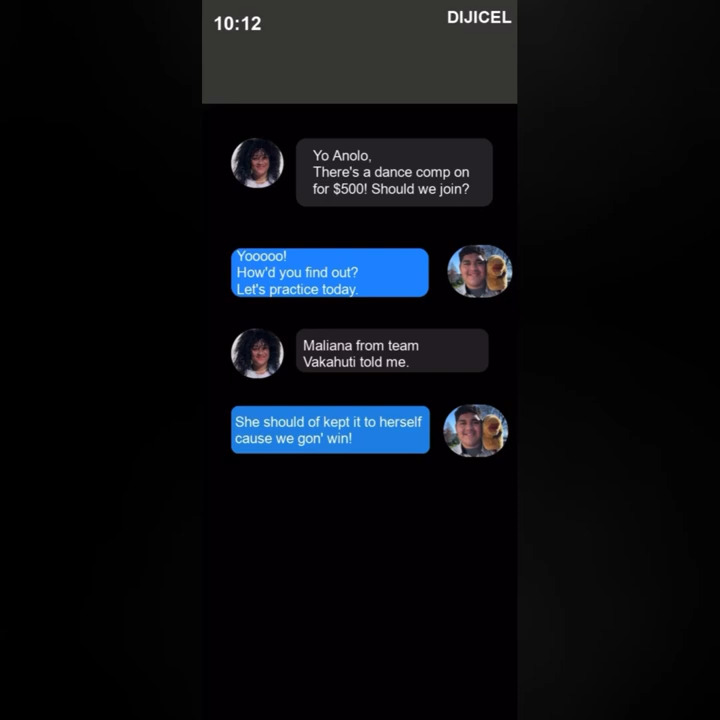 10:12
DIJICEL
Yo Anolo,
There's a dance comp on
for $500! Should we join?
Yooooo!
How'd you find out?
Let's practice today.
Maliana from team
Vakahuti told me.
She should of kept it to herself
cause we gon' win!